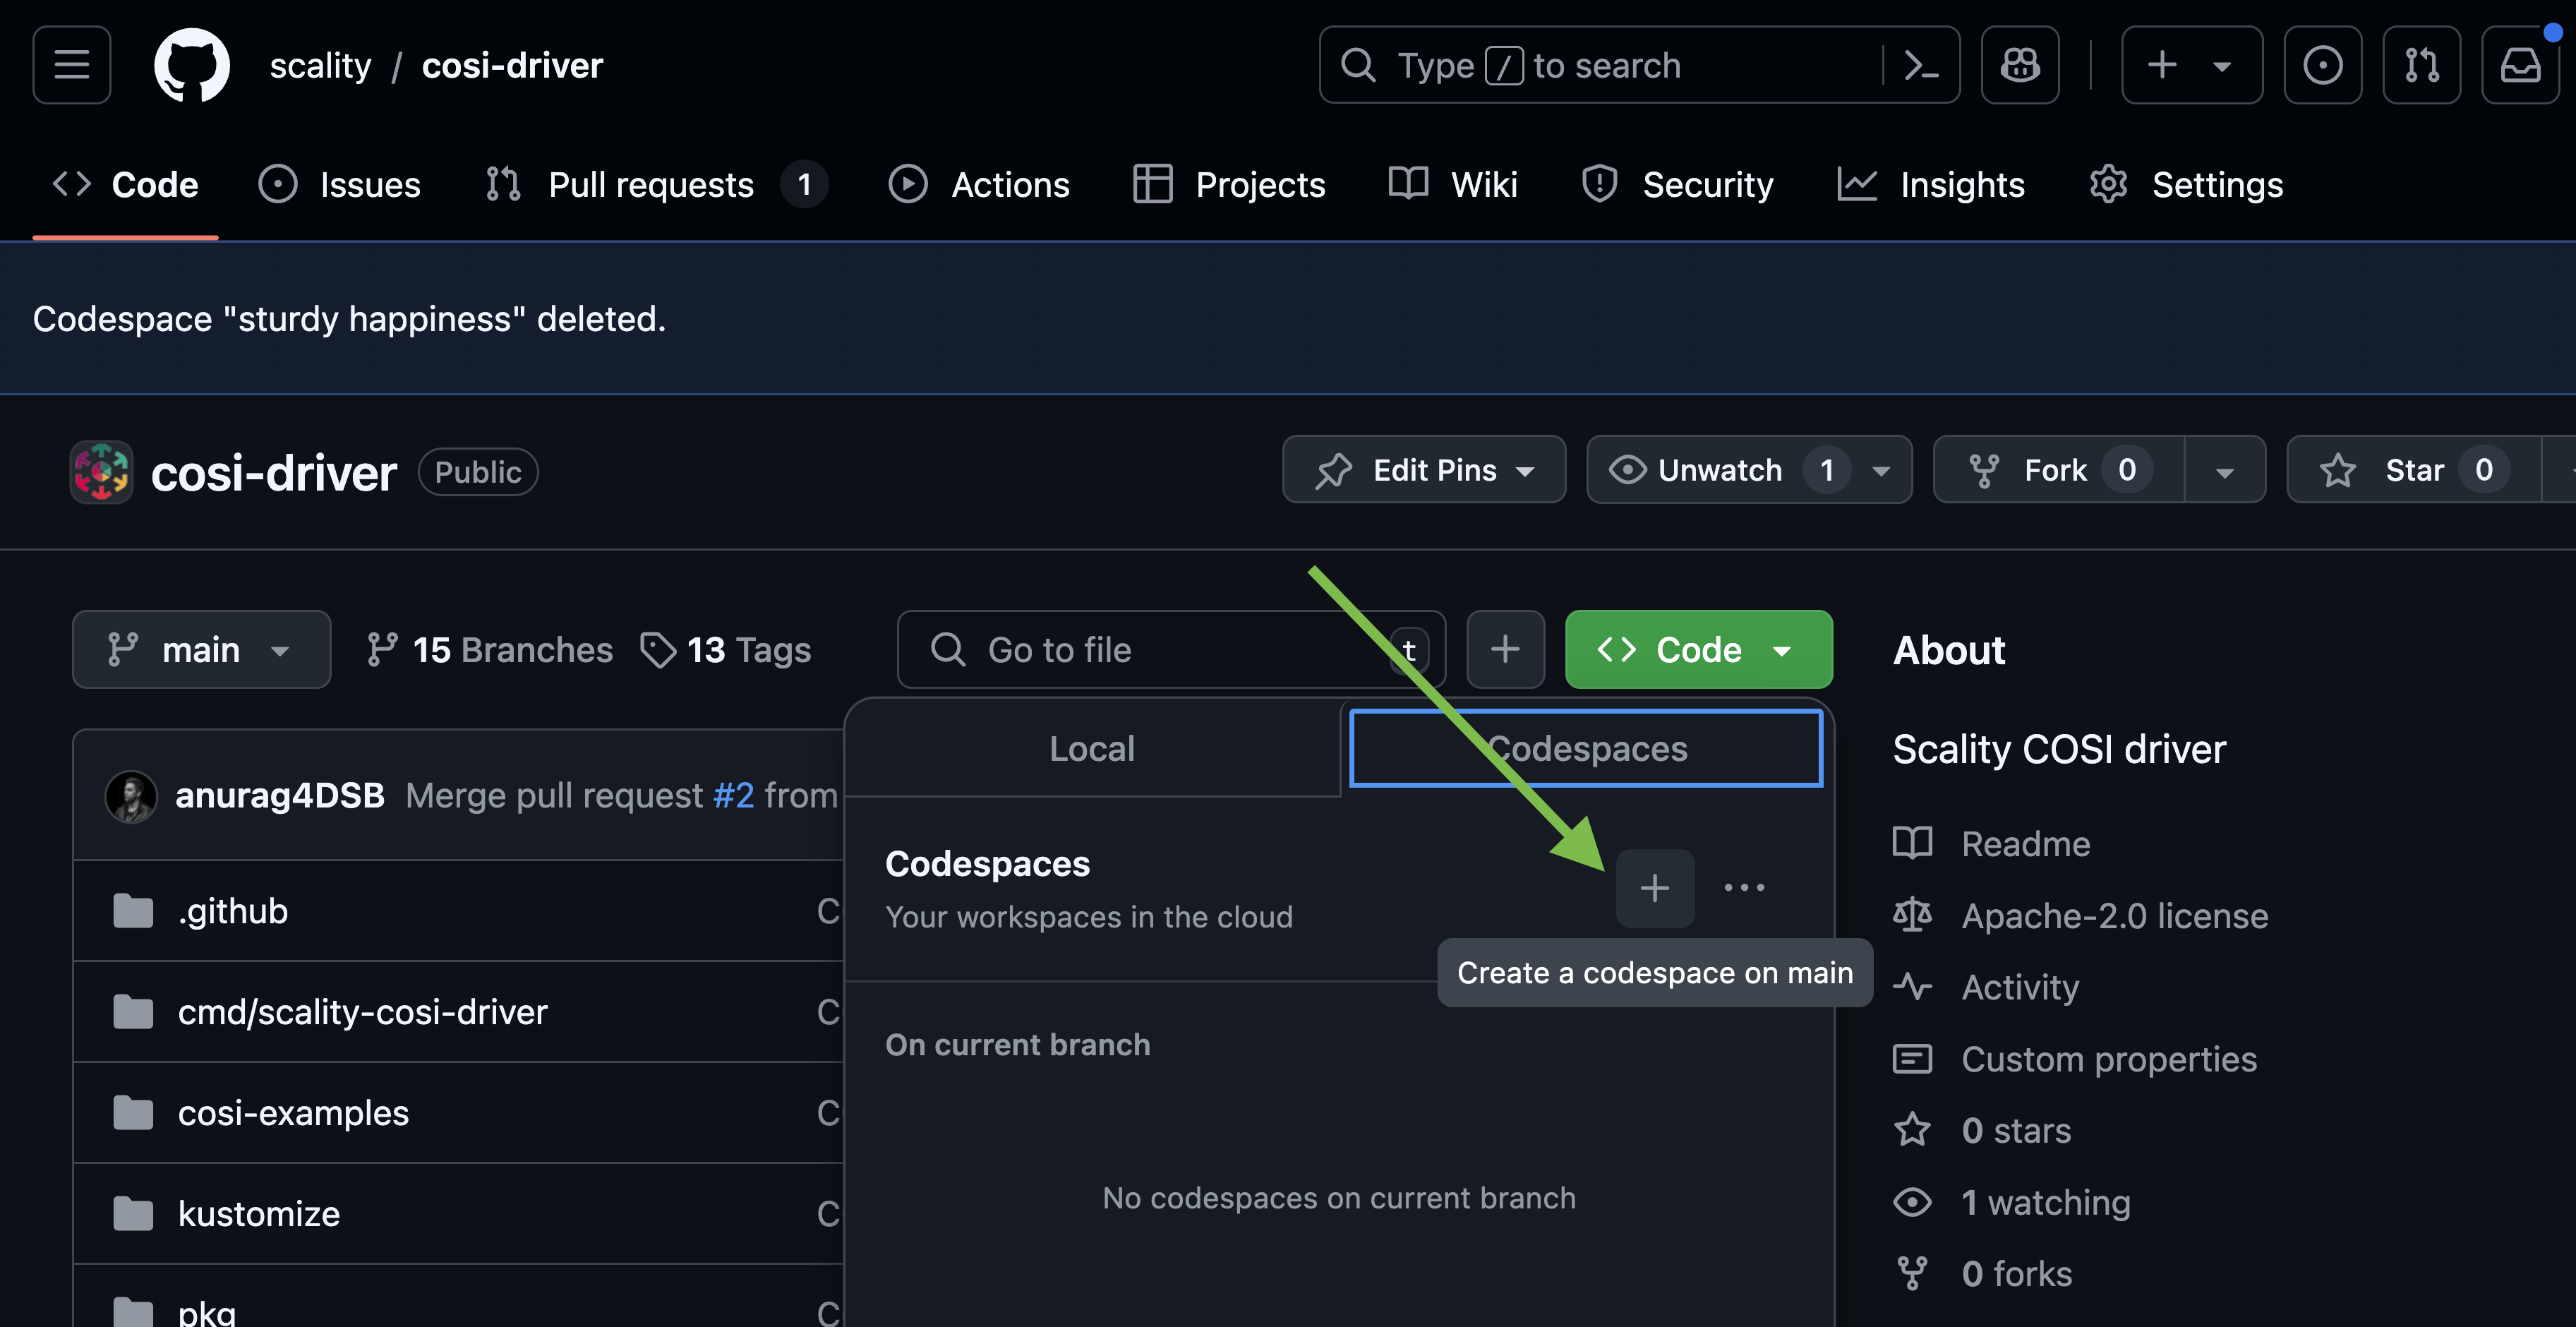 scality / cosi-driver
Type / to search
Code
Issues
Pull requests 1
Actions
Projects
Wiki
Security
Insights
Settings
Codespace "sturdy happiness" deleted.
cosi-driver Public
Edit Pins
Unwatch 1
Fork 0
Star 0
main
15 Branches
13 Tags
Go to file t
Code
anurag4DSB Merge pull request #2 from
.github
cmd/scality-cosi-driver
cosi-examples
kustomize
pkg
Local
Codespaces
Codespaces
Your workspaces in the cloud
Create a codespace on main
On current branch
No codespaces on current branch
About
Scality COSI driver
Readme
Apache-2.0 license
Activity
Custom properties
0 stars
1 watching
0 forks